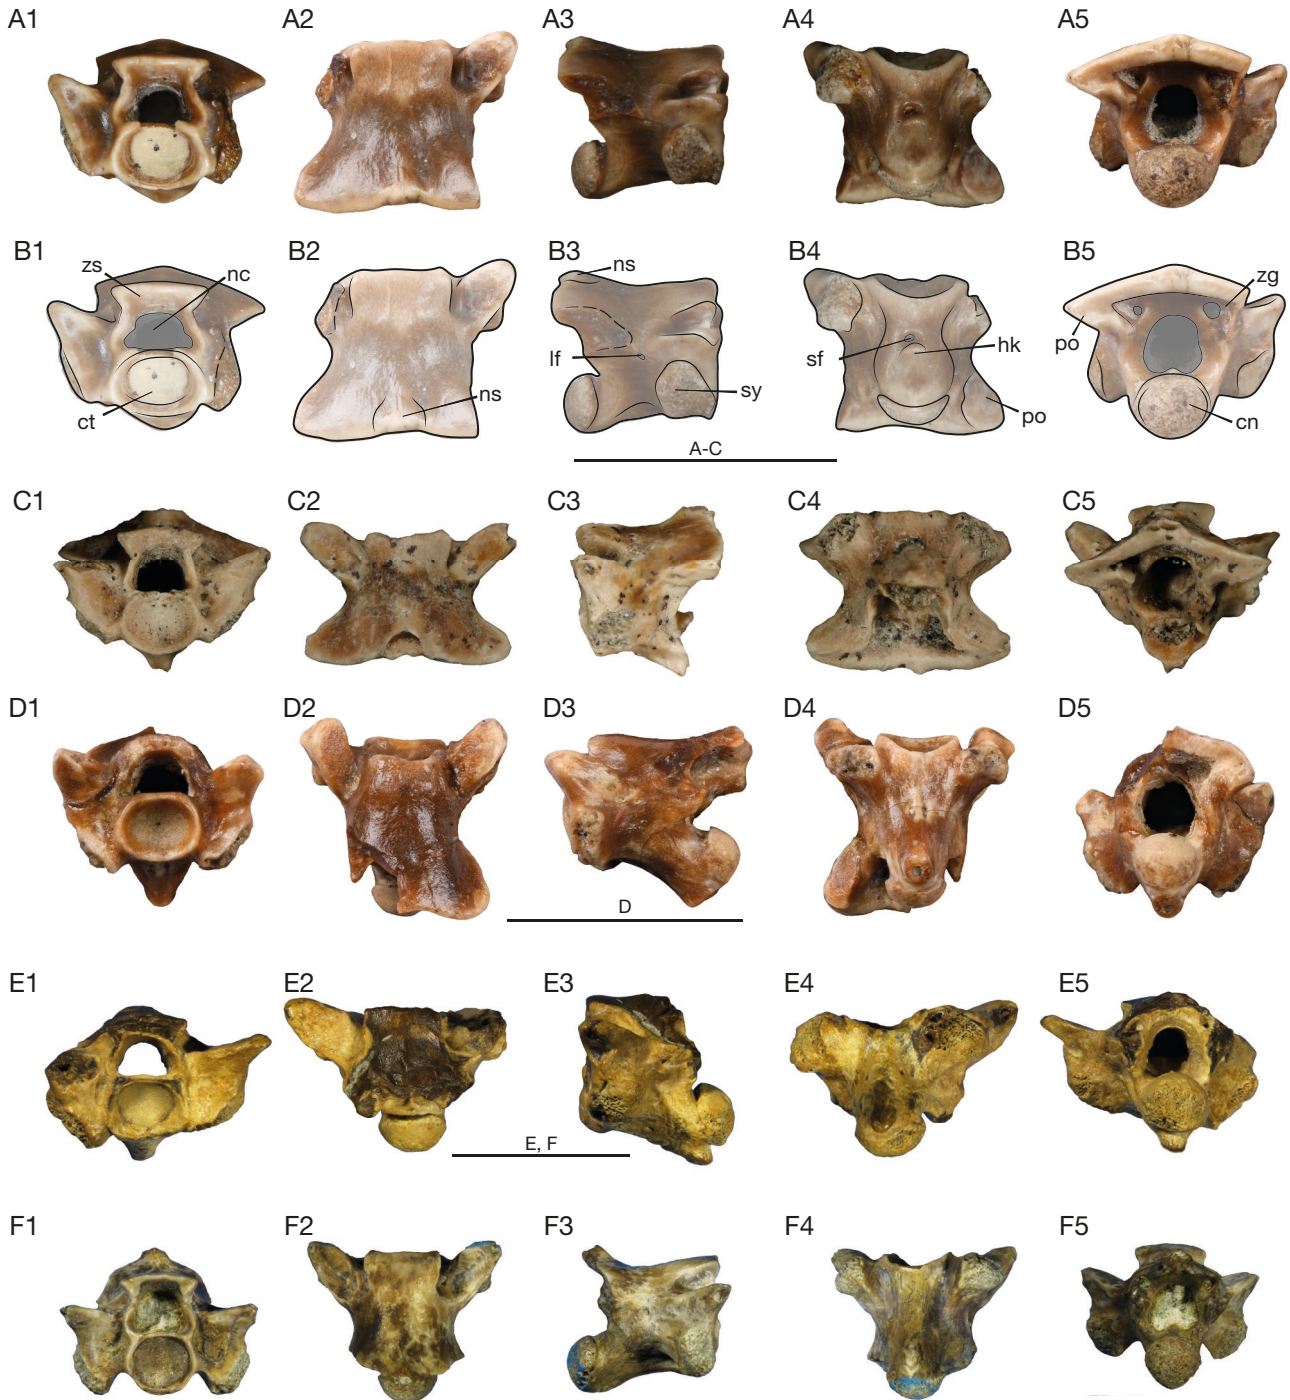 A1 A2 A3 A4 A5
B1 B2 B3 B4 B5
zs nc ns zg
lf sf hk po
ct ns sy po cn
A-C
C1 C2 C3 C4 C5
D1 D2 D3 D4 D5
D
E1 E2 E3 E4 E5
E, F
F1 F2 F3 F4 F5